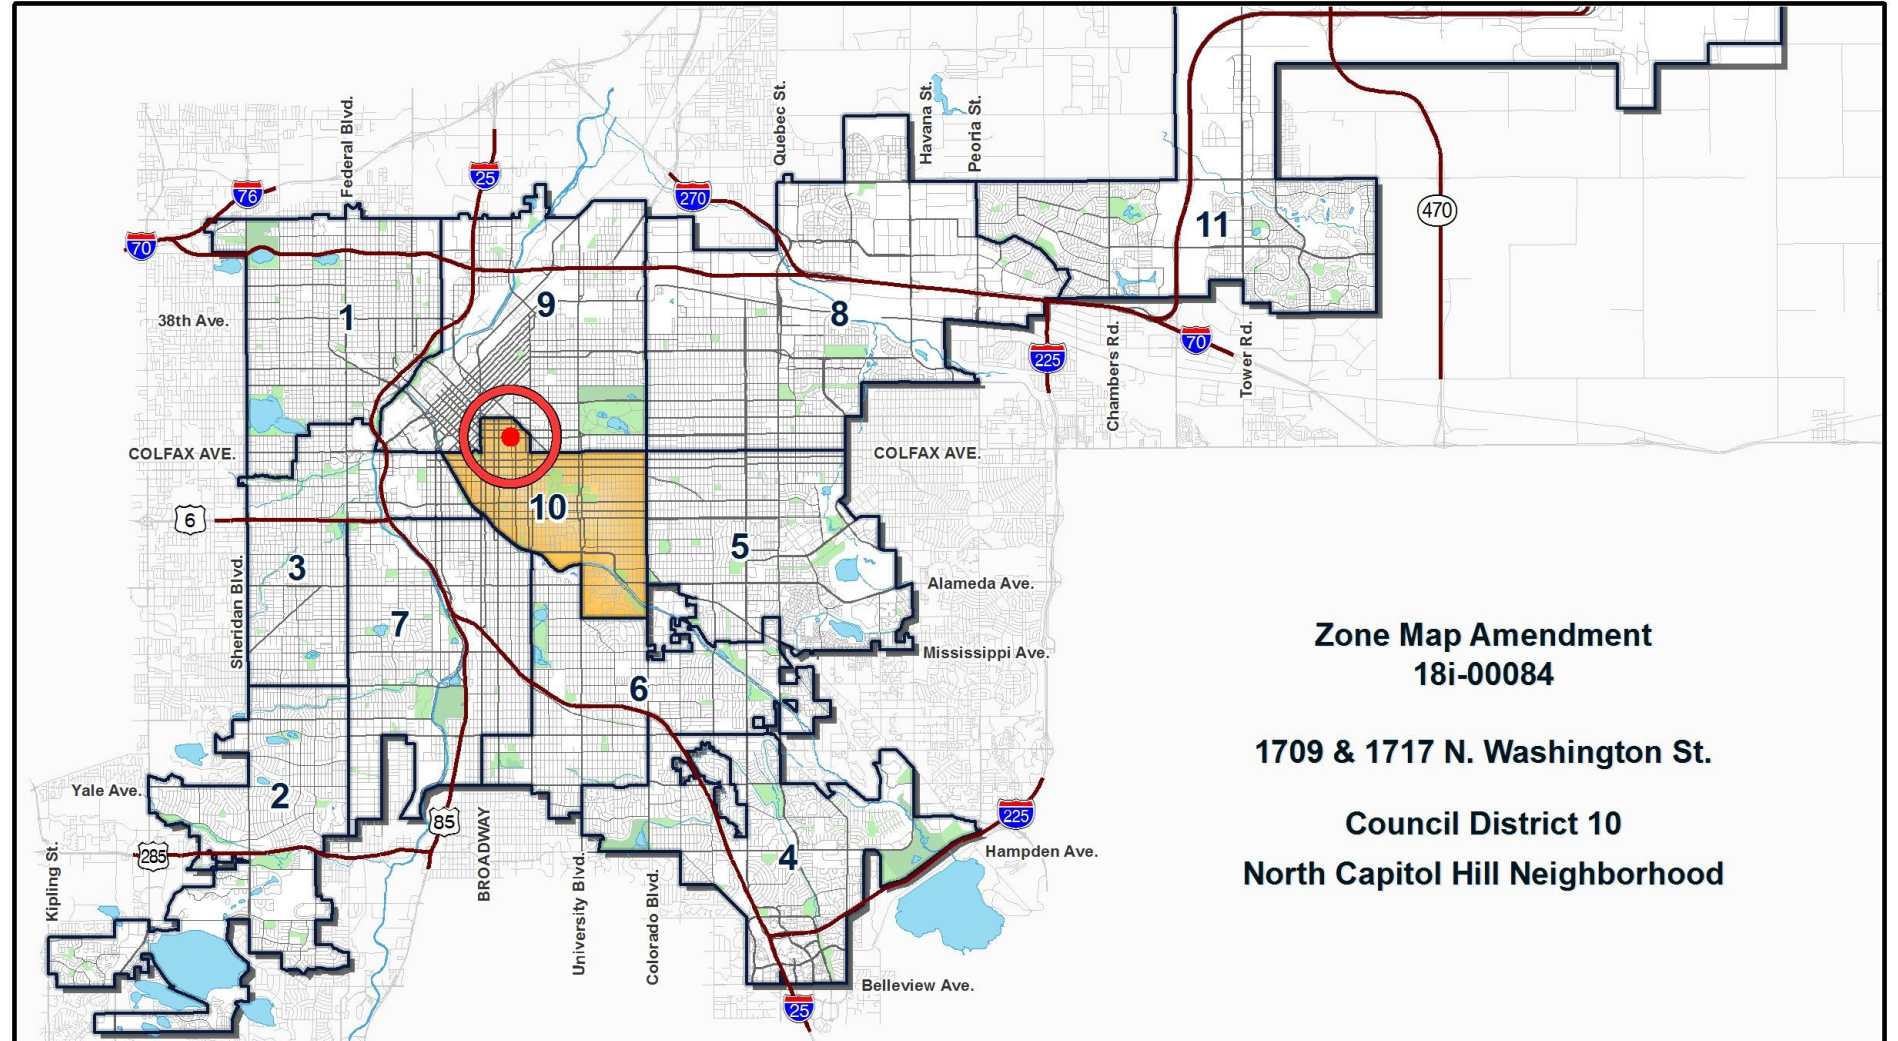 Quebec St.
Havana St.
Peoria St.
Federal Blvd.
25
76
270
70
470
11
9
1
8
38th Ave.
70
225
Chambers Rd.
Tower Rd.
COLFAX AVE.
COLFAX AVE.
10
6
5
3
Sheridan Blvd.
Alameda Ave.
7
Mississippi Ave.
6
Zone Map Amendment
18i-00084
1709 & 1717 N. Washington St.
Council District 10
North Capitol Hill Neighborhood
Yale Ave.
2
85
225
BROADWAY
285
4
Hampden Ave.
Kipling St.
University Blvd.
Colorado Blvd.
Belleview Ave.
25